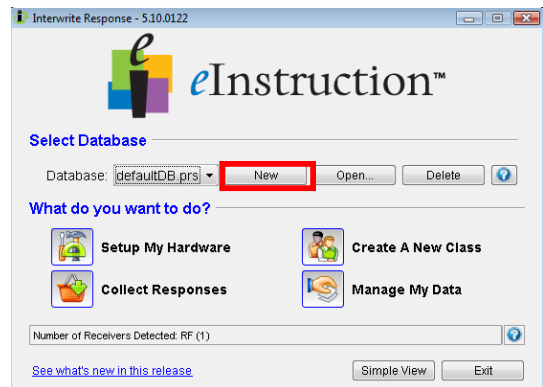 Interwrite Response - 5.10.0122
eInstruction™
Select Database
Database: defaultDB.prs New Open... Delete
What do you want to do?
Setup My Hardware Create A New Class
Collect Responses Manage My Data
Number of Receivers Detected: RF (1)
See what's new in this release Simple View Exit